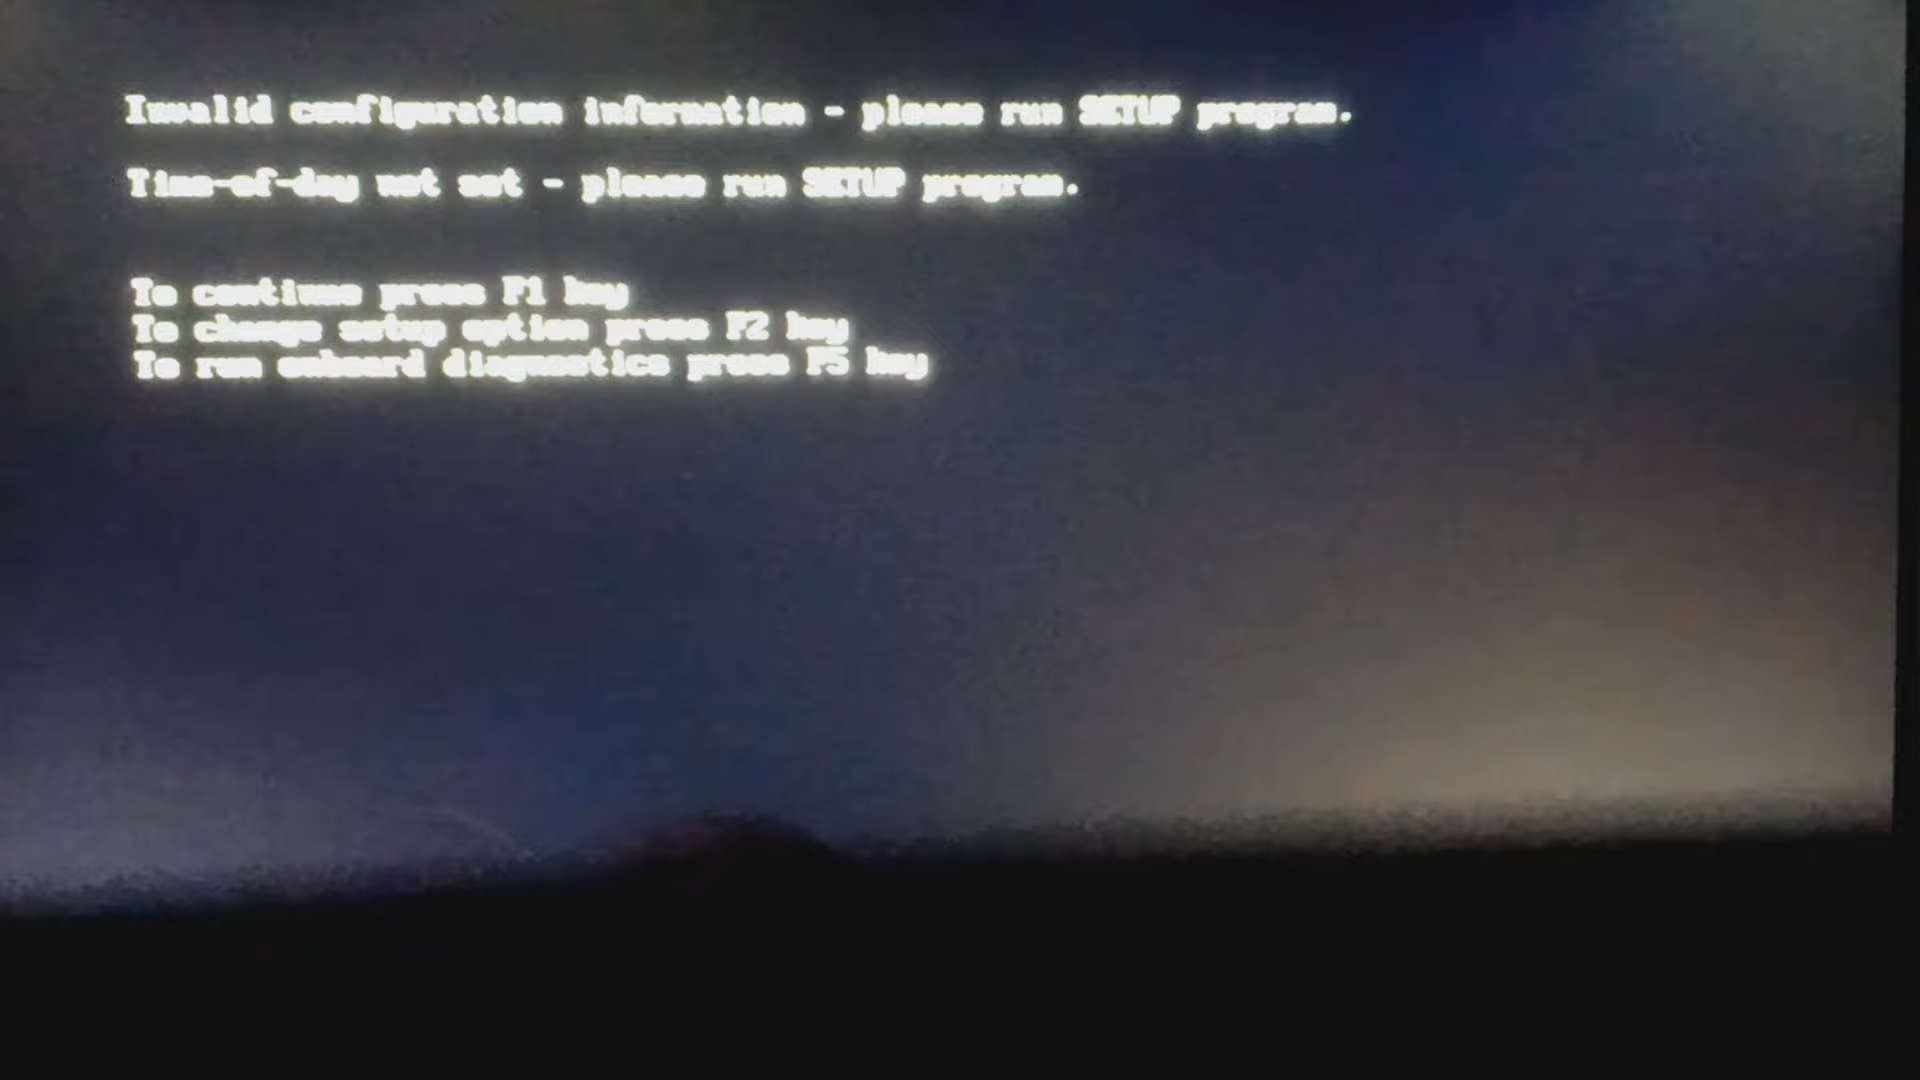 Invalid configuration information - please run SETUP program.
Time-of-day not set - please run SETUP program.
To continue press F1 key
To change setup option press F2 key
To run onboard diagnostics press F5 key